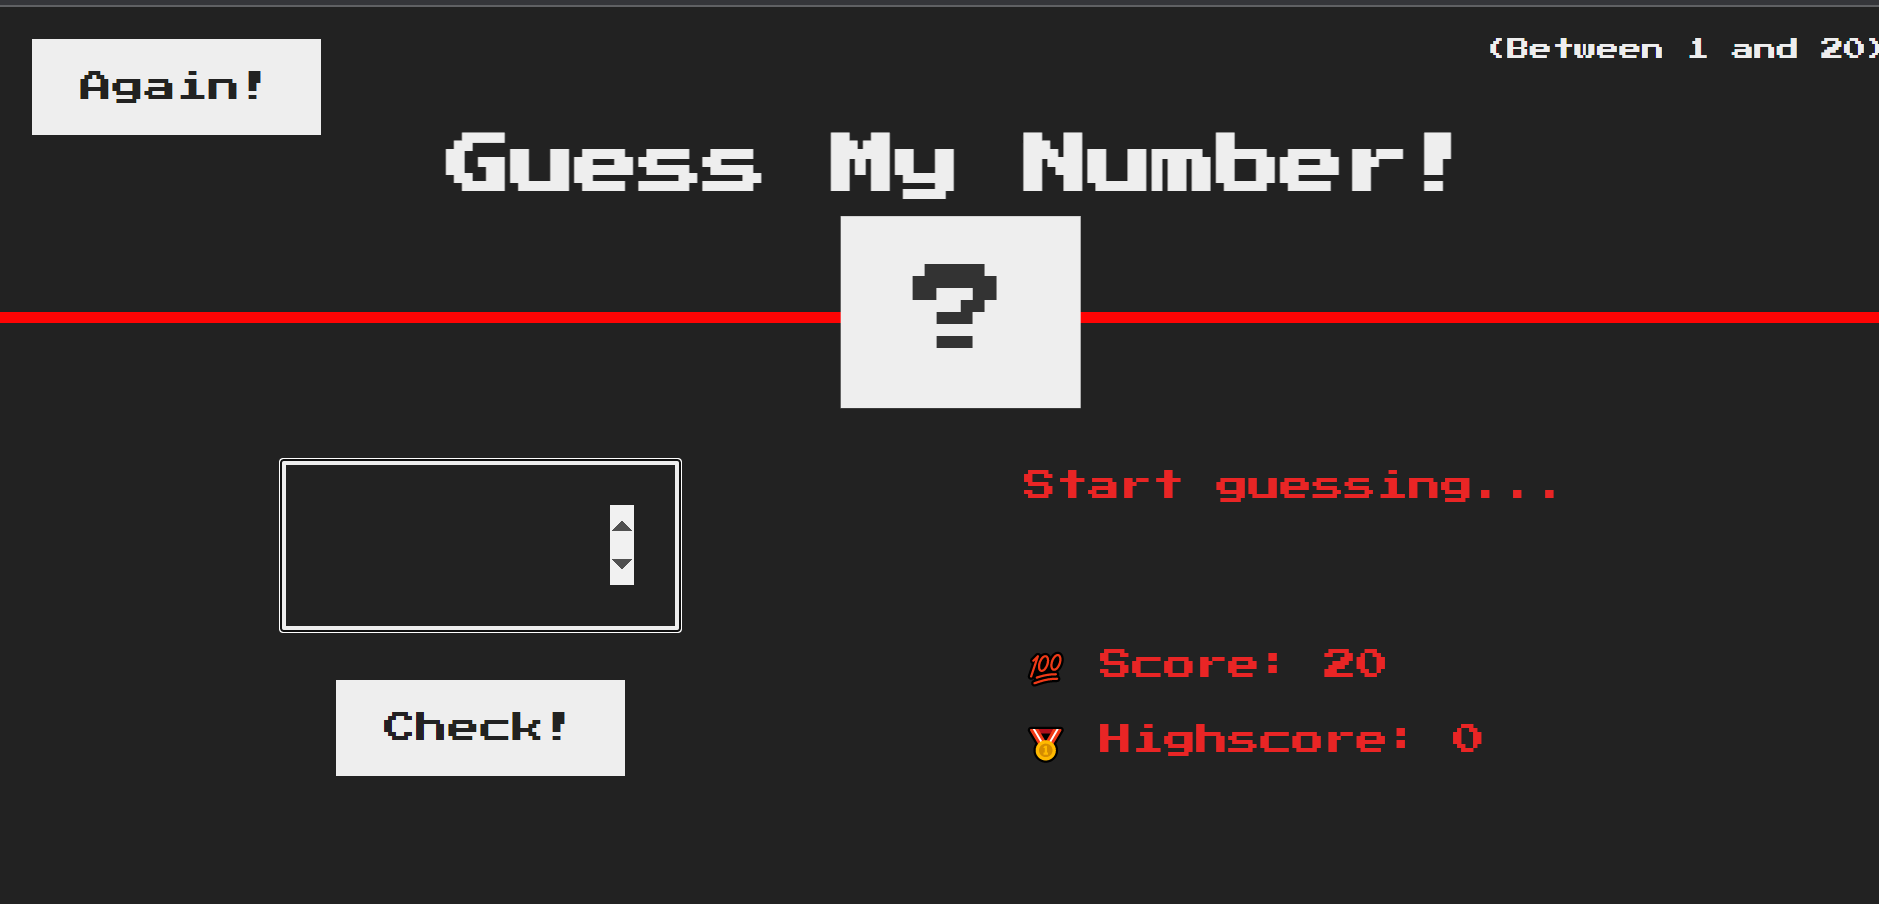 Again!
(Between 1 and 20)
Guess My Number!
?
Start guessing...
💯 Score: 20
🥇 Highscore: 0
Check!